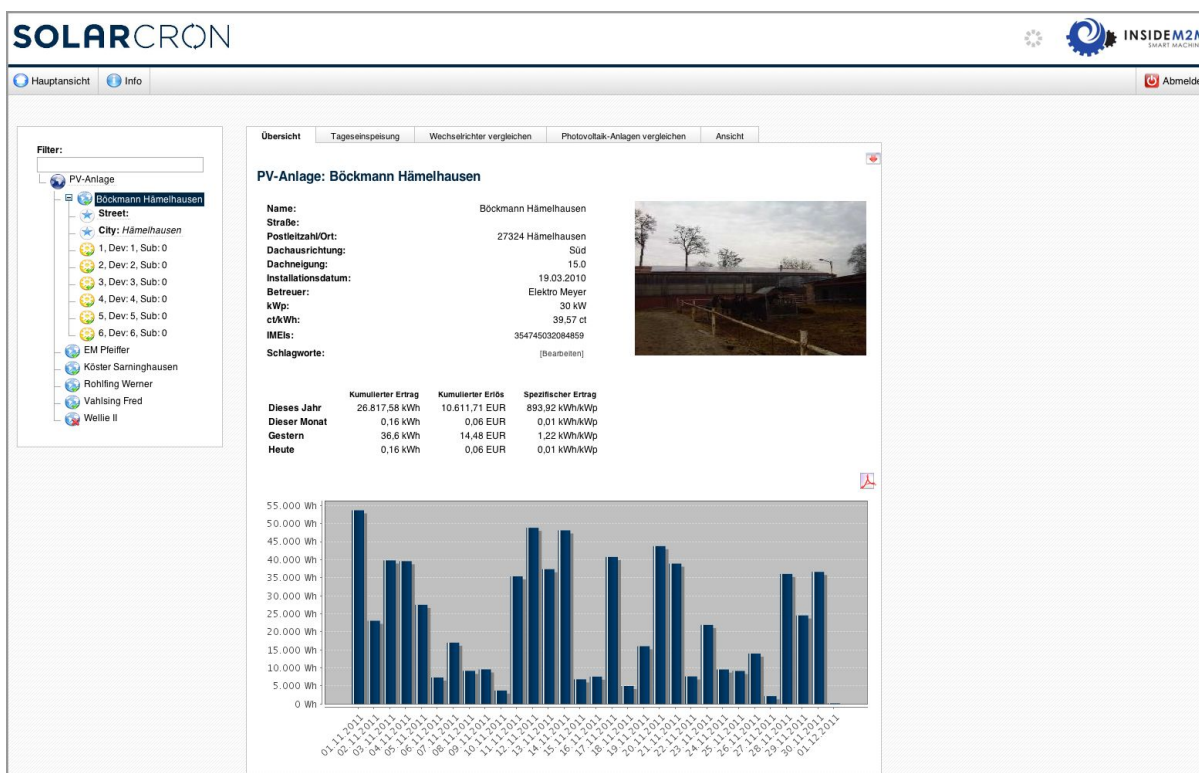 SOLARCRON
INSIDEM2M
SMART MACHIN
Hauptansicht Info Abmelde
Filter:
PV-Anlage
Böckmann Hämelhausen
Street:
City: Hämelhausen
1, Dev: 1, Sub: 0
2, Dev: 2, Sub: 0
3, Dev: 3, Sub: 0
4, Dev: 4, Sub: 0
5, Dev: 5, Sub: 0
6, Dev: 6, Sub: 0
EM Pfeiffer
Köster Sarninghausen
Rohlfing Werner
Vahlsing Fred
Wellie II
Übersicht Tageseinspeisung Wechselrichter vergleichen Photovoltaik-Anlagen vergleichen Ansicht
PV-Anlage: Böckmann Hämelhausen
Name: Böckmann Hämelhausen
Straße:
Postleitzahl/Ort: 27324 Hämelhausen
Dachausrichtung: Süd
Dachneigung: 15.0
Installationsdatum: 19.03.2010
Betreuer: Elektro Meyer
kWp: 30 kW
ct/kWh: 39,57 ct
IMEIs: 354745032084859
Schlagworte: [Bearbeiten]
Kumulierter Ertrag Kumulierter Erlös Spezifischer Ertrag
Dieses Jahr 26.817,58 kWh 10.611,71 EUR 893,92 kWh/kWp
Dieser Monat 0,16 kWh 0,06 EUR 0,01 kWh/kWp
Gestern 36,6 kWh 14,48 EUR 1,22 kWh/kWp
Heute 0,16 kWh 0,06 EUR 0,01 kWh/kWp
55.000 Wh
50.000 Wh
45.000 Wh
40.000 Wh
35.000 Wh
30.000 Wh
25.000 Wh
20.000 Wh
15.000 Wh
10.000 Wh
5.000 Wh
0 Wh
01.11.2011
02.11.2011
03.11.2011
04.11.2011
05.11.2011
06.11.2011
07.11.2011
08.11.2011
09.11.2011
10.11.2011
11.11.2011
12.11.2011
13.11.2011
14.11.2011
15.11.2011
16.11.2011
17.11.2011
18.11.2011
19.11.2011
20.11.2011
21.11.2011
22.11.2011
23.11.2011
24.11.2011
25.11.2011
26.11.2011
27.11.2011
28.11.2011
29.11.2011
30.11.2011
01.12.2011